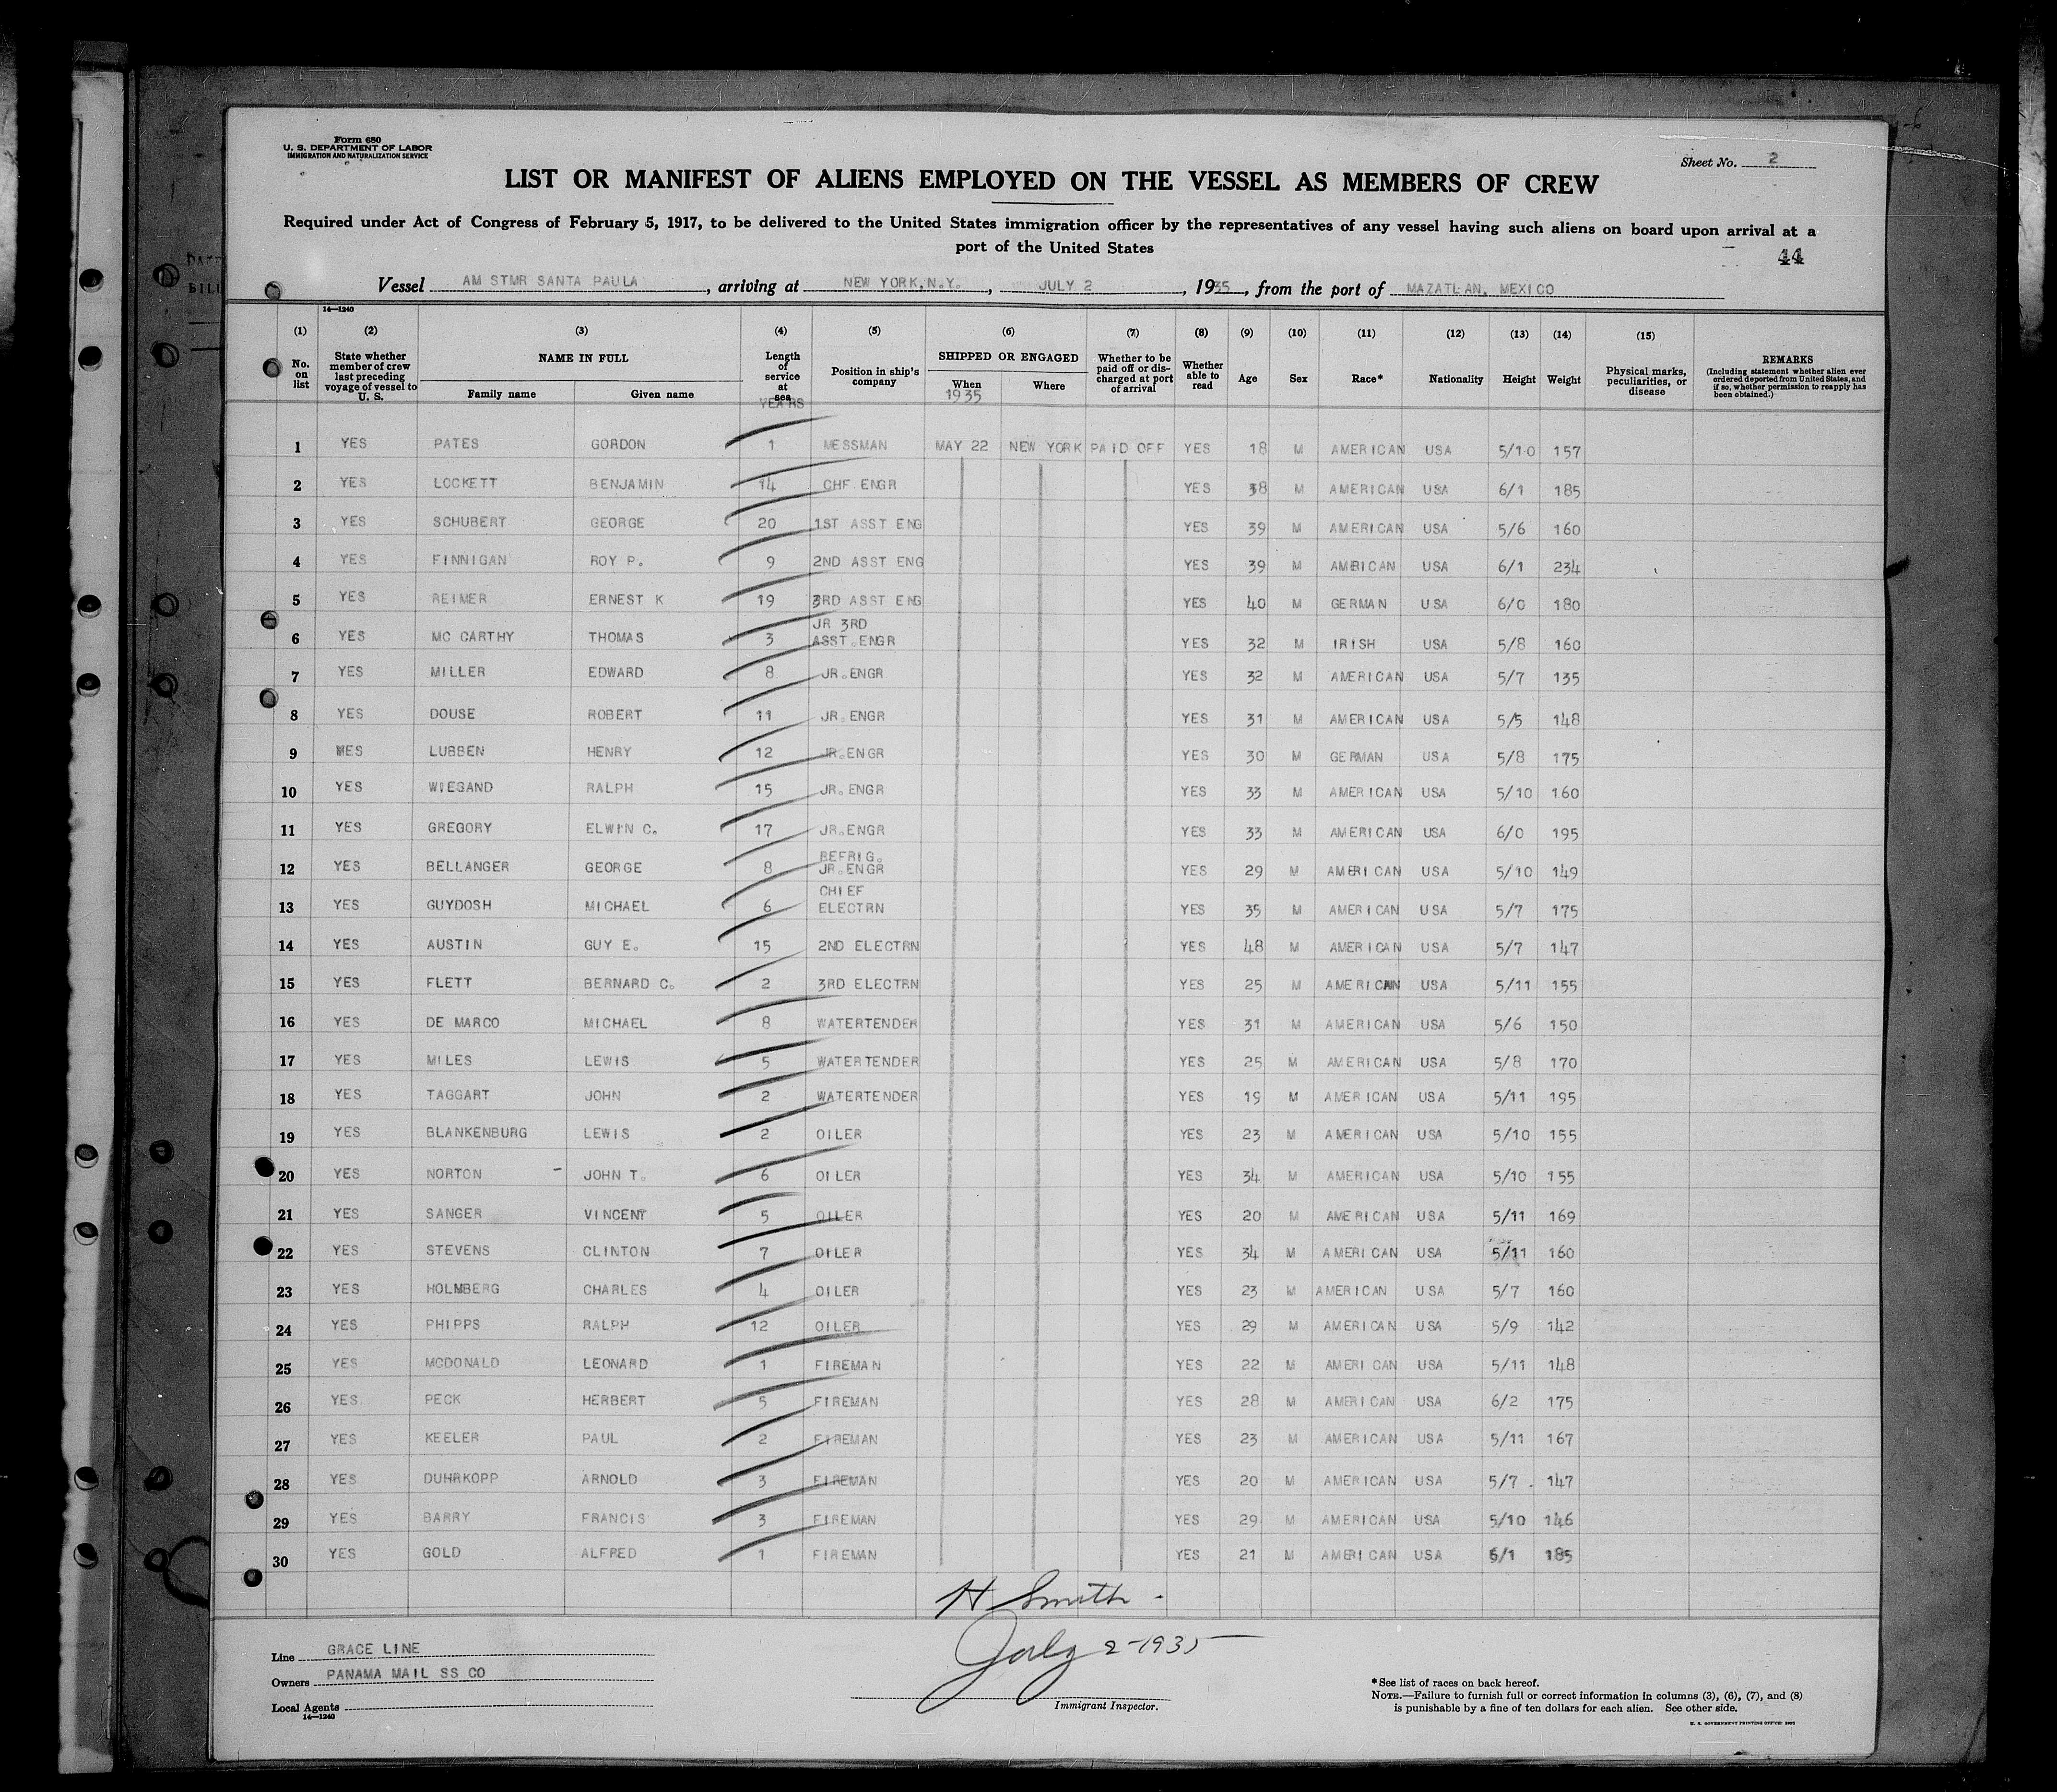 Form 680
U. S. DEPARTMENT OF LABOR
IMMIGRATION AND NATURALIZATION SERVICE
Sheet No. 2
LIST OR MANIFEST OF ALIENS EMPLOYED ON THE VESSEL AS MEMBERS OF CREW
Required under Act of Congress of February 5, 1917, to be delivered to the United States immigration officer by the representatives of any vessel having such aliens on board upon arrival at a
port of the United States
44
Vessel AM STMR SANTA PAULA, arriving at NEW YORK, N.Y., JULY 2, 1935, from the port of MAZATLAN, MEXICO
14—1240
(1) (2) (3) (4) (5) (6) (7) (8) (9) (10) (11) (12) (13) (14) (15)
No. on list
State whether member of crew last preceding voyage of vessel to U. S.
NAME IN FULL
Family name
Given name
Length of service at sea
YEARS
Position in ship's company
SHIPPED OR ENGAGED
When
1935
Where
Whether to be paid off or discharged at port of arrival
Whether able to read
Age
Sex
Race*
Nationality
Height
Weight
Physical marks, peculiarities, or disease
REMARKS
(Including statement whether alien ever ordered deported from United States, and if so, whether permission to reapply has been obtained.)
1 YES PATES GORDON 1 MESSMAN MAY 22 NEW YORK PAID OFF YES 18 M AMERICAN USA 5/10 157
2 YES LOCKETT BENJAMIN 14 CHF ENGR YES 38 M AMERICAN USA 6/1 185
3 YES SCHUBERT GEORGE 20 1ST ASST ENG YES 39 M AMERICAN USA 5/6 160
4 YES FINNIGAN ROY P. 9 2ND ASST ENG YES 39 M AMERICAN USA 6/1 234
5 YES REIMER ERNEST K 19 3RD ASST ENG YES 40 M GERMAN USA 6/0 180
6 YES MC CARTHY THOMAS 3 JR 3RD ASST.ENGR YES 32 M IRISH USA 5/8 160
7 YES MILLER EDWARD 8 JR.ENGR YES 32 M AMERICAN USA 5/7 135
8 YES DOUSE ROBERT 11 JR.ENGR YES 31 M AMERICAN USA 5/5 148
9 YES LUBBEN HENRY 12 JR.ENGR YES 30 M GERMAN USA 5/8 175
10 YES WIEGAND RALPH 15 JR.ENGR YES 33 M AMERICAN USA 5/10 160
11 YES GREGORY ELWIN C. 17 JR.ENGR YES 33 M AMERICAN USA 6/0 195
12 YES BELLANGER GEORGE 8 REFRIG. JR.ENGR YES 29 M AMERICAN USA 5/10 149
13 YES GUYDOSH MICHAEL 6 CHIEF ELECTRN YES 35 M AMERICAN USA 5/7 175
14 YES AUSTIN GUY E. 15 2ND ELECTRN YES 48 M AMERICAN USA 5/7 147
15 YES FLETT BERNARD C. 2 3RD ELECTRN YES 25 M AMERICAN USA 5/11 155
16 YES DE MARCO MICHAEL 8 WATERTENDER YES 31 M AMERICAN USA 5/6 150
17 YES MILES LEWIS 5 WATERTENDER YES 25 M AMERICAN USA 5/8 170
18 YES TAGGART JOHN 2 WATERTENDER YES 19 M AMERICAN USA 5/11 195
19 YES BLANKENBURG LEWIS 2 OILER YES 23 M AMERICAN USA 5/10 155
20 YES NORTON JOHN T. 6 OILER YES 34 M AMERICAN USA 5/10 155
21 YES SANGER VINCENT 5 OILER YES 20 M AMERICAN USA 5/11 169
22 YES STEVENS CLINTON 7 OILER YES 34 M AMERICAN USA 5/11 160
23 YES HOLMBERG CHARLES 4 OILER YES 23 M AMERICAN USA 5/7 160
24 YES PHIPPS RALPH 12 OILER YES 29 M AMERICAN USA 5/9 142
25 YES MCDONALD LEONARD 1 FIREMAN YES 22 M AMERICAN USA 5/11 148
26 YES PECK HERBERT 5 FIREMAN YES 28 M AMERICAN USA 6/2 175
27 YES KEELER PAUL 2 FIREMAN YES 23 M AMERICAN USA 5/11 167
28 YES DUHRKOPP ARNOLD 3 FIREMAN YES 20 M AMERICAN USA 5/7 147
29 YES BARRY FRANCIS 3 FIREMAN YES 29 M AMERICAN USA 5/10 146
30 YES GOLD ALFRED 1 FIREMAN YES 21 M AMERICAN USA 6/1 185
H Smith
July 2-1935
Immigrant Inspector.
Line GRACE LINE
Owners PANAMA MAIL SS CO
Local Agents
14—1240
*See list of races on back hereof.
NOTE.—Failure to furnish full or correct information in columns (3), (6), (7), and (8)
is punishable by a fine of ten dollars for each alien. See other side.